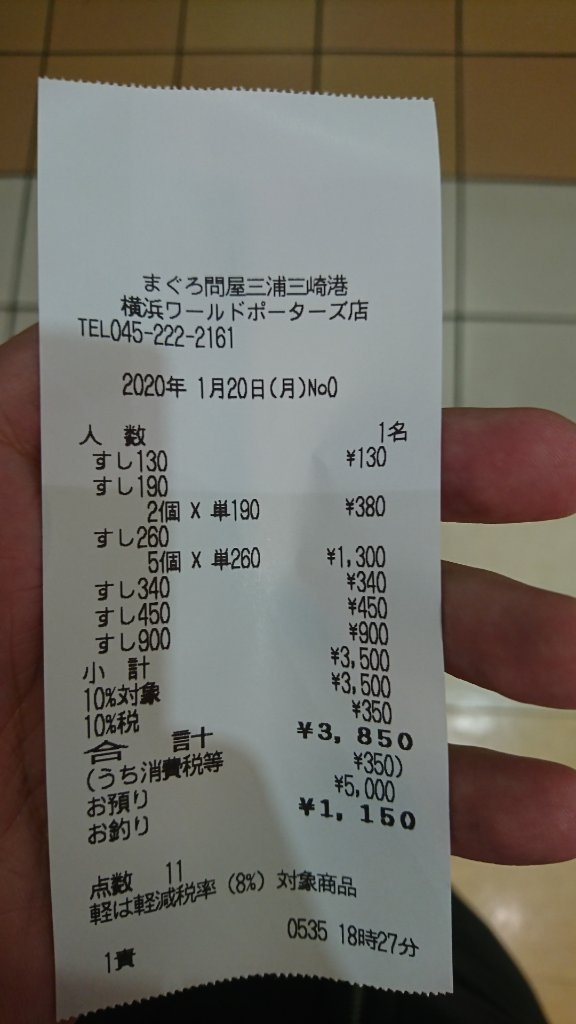 まぐろ問屋三浦三崎港
横浜ワールドポーターズ店
TEL045-222-2161
2020年 1月20日(月)No0
人 数 1名
すし130 ¥130
すし190
2個 X 単190 ¥380
すし260
5個 X 単260 ¥1,300
すし340 ¥340
すし450 ¥450
すし900 ¥900
小 計 ¥3,500
10%対象 ¥3,500
10%税 ¥350
合 計 ¥3,850
(うち消費税等 ¥350)
お預り ¥5,000
お釣り ¥1,150
点数 11
軽は軽減税率 (8%) 対象商品
0535 18時27分
1責